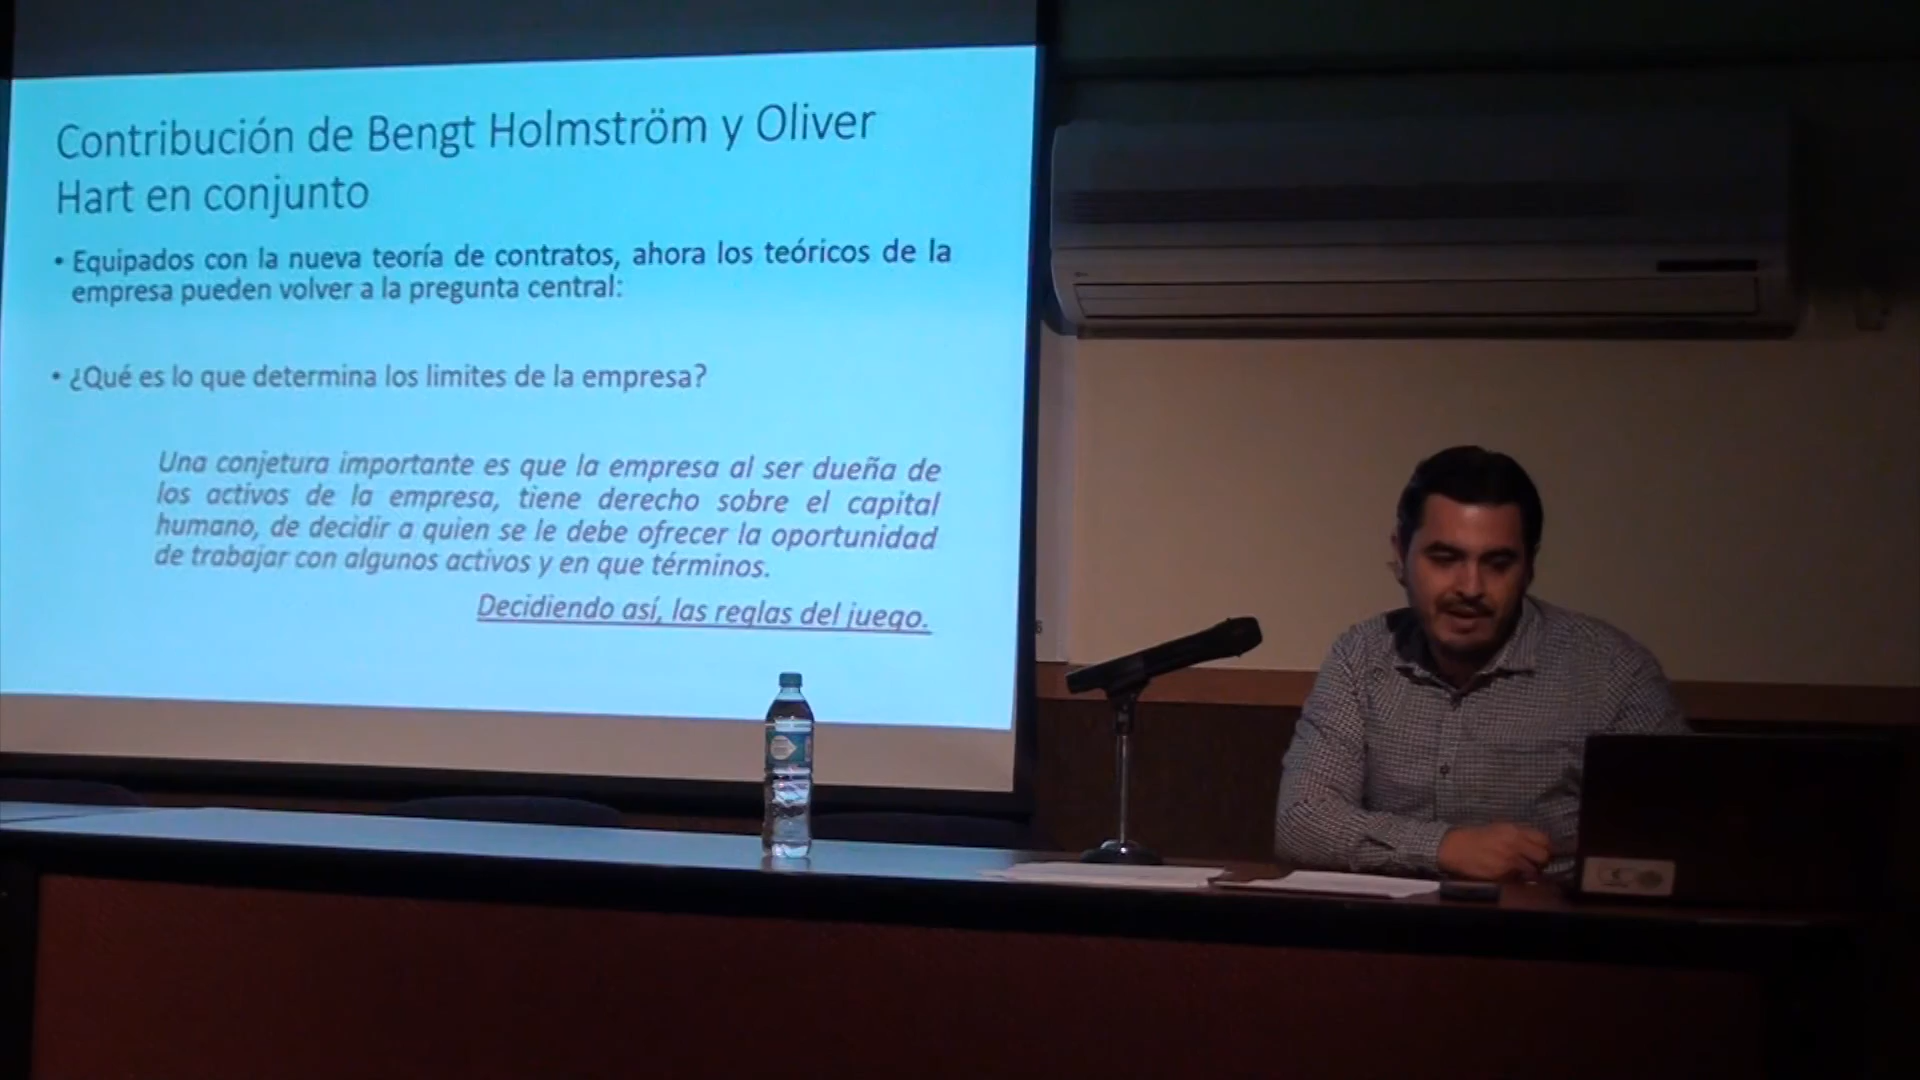 Contribución de Bengt Holmström y Oliver
Hart en conjunto
• Equipados con la nueva teoría de contratos, ahora los teóricos de la
empresa pueden volver a la pregunta central:
• ¿Qué es lo que determina los limites de la empresa?
Una conjetura importante es que la empresa al ser dueña de
los activos de la empresa, tiene derecho sobre el capital
humano, de decidir a quien se le debe ofrecer la oportunidad
de trabajar con algunos activos y en que términos.
Decidiendo así, las reglas del juego.